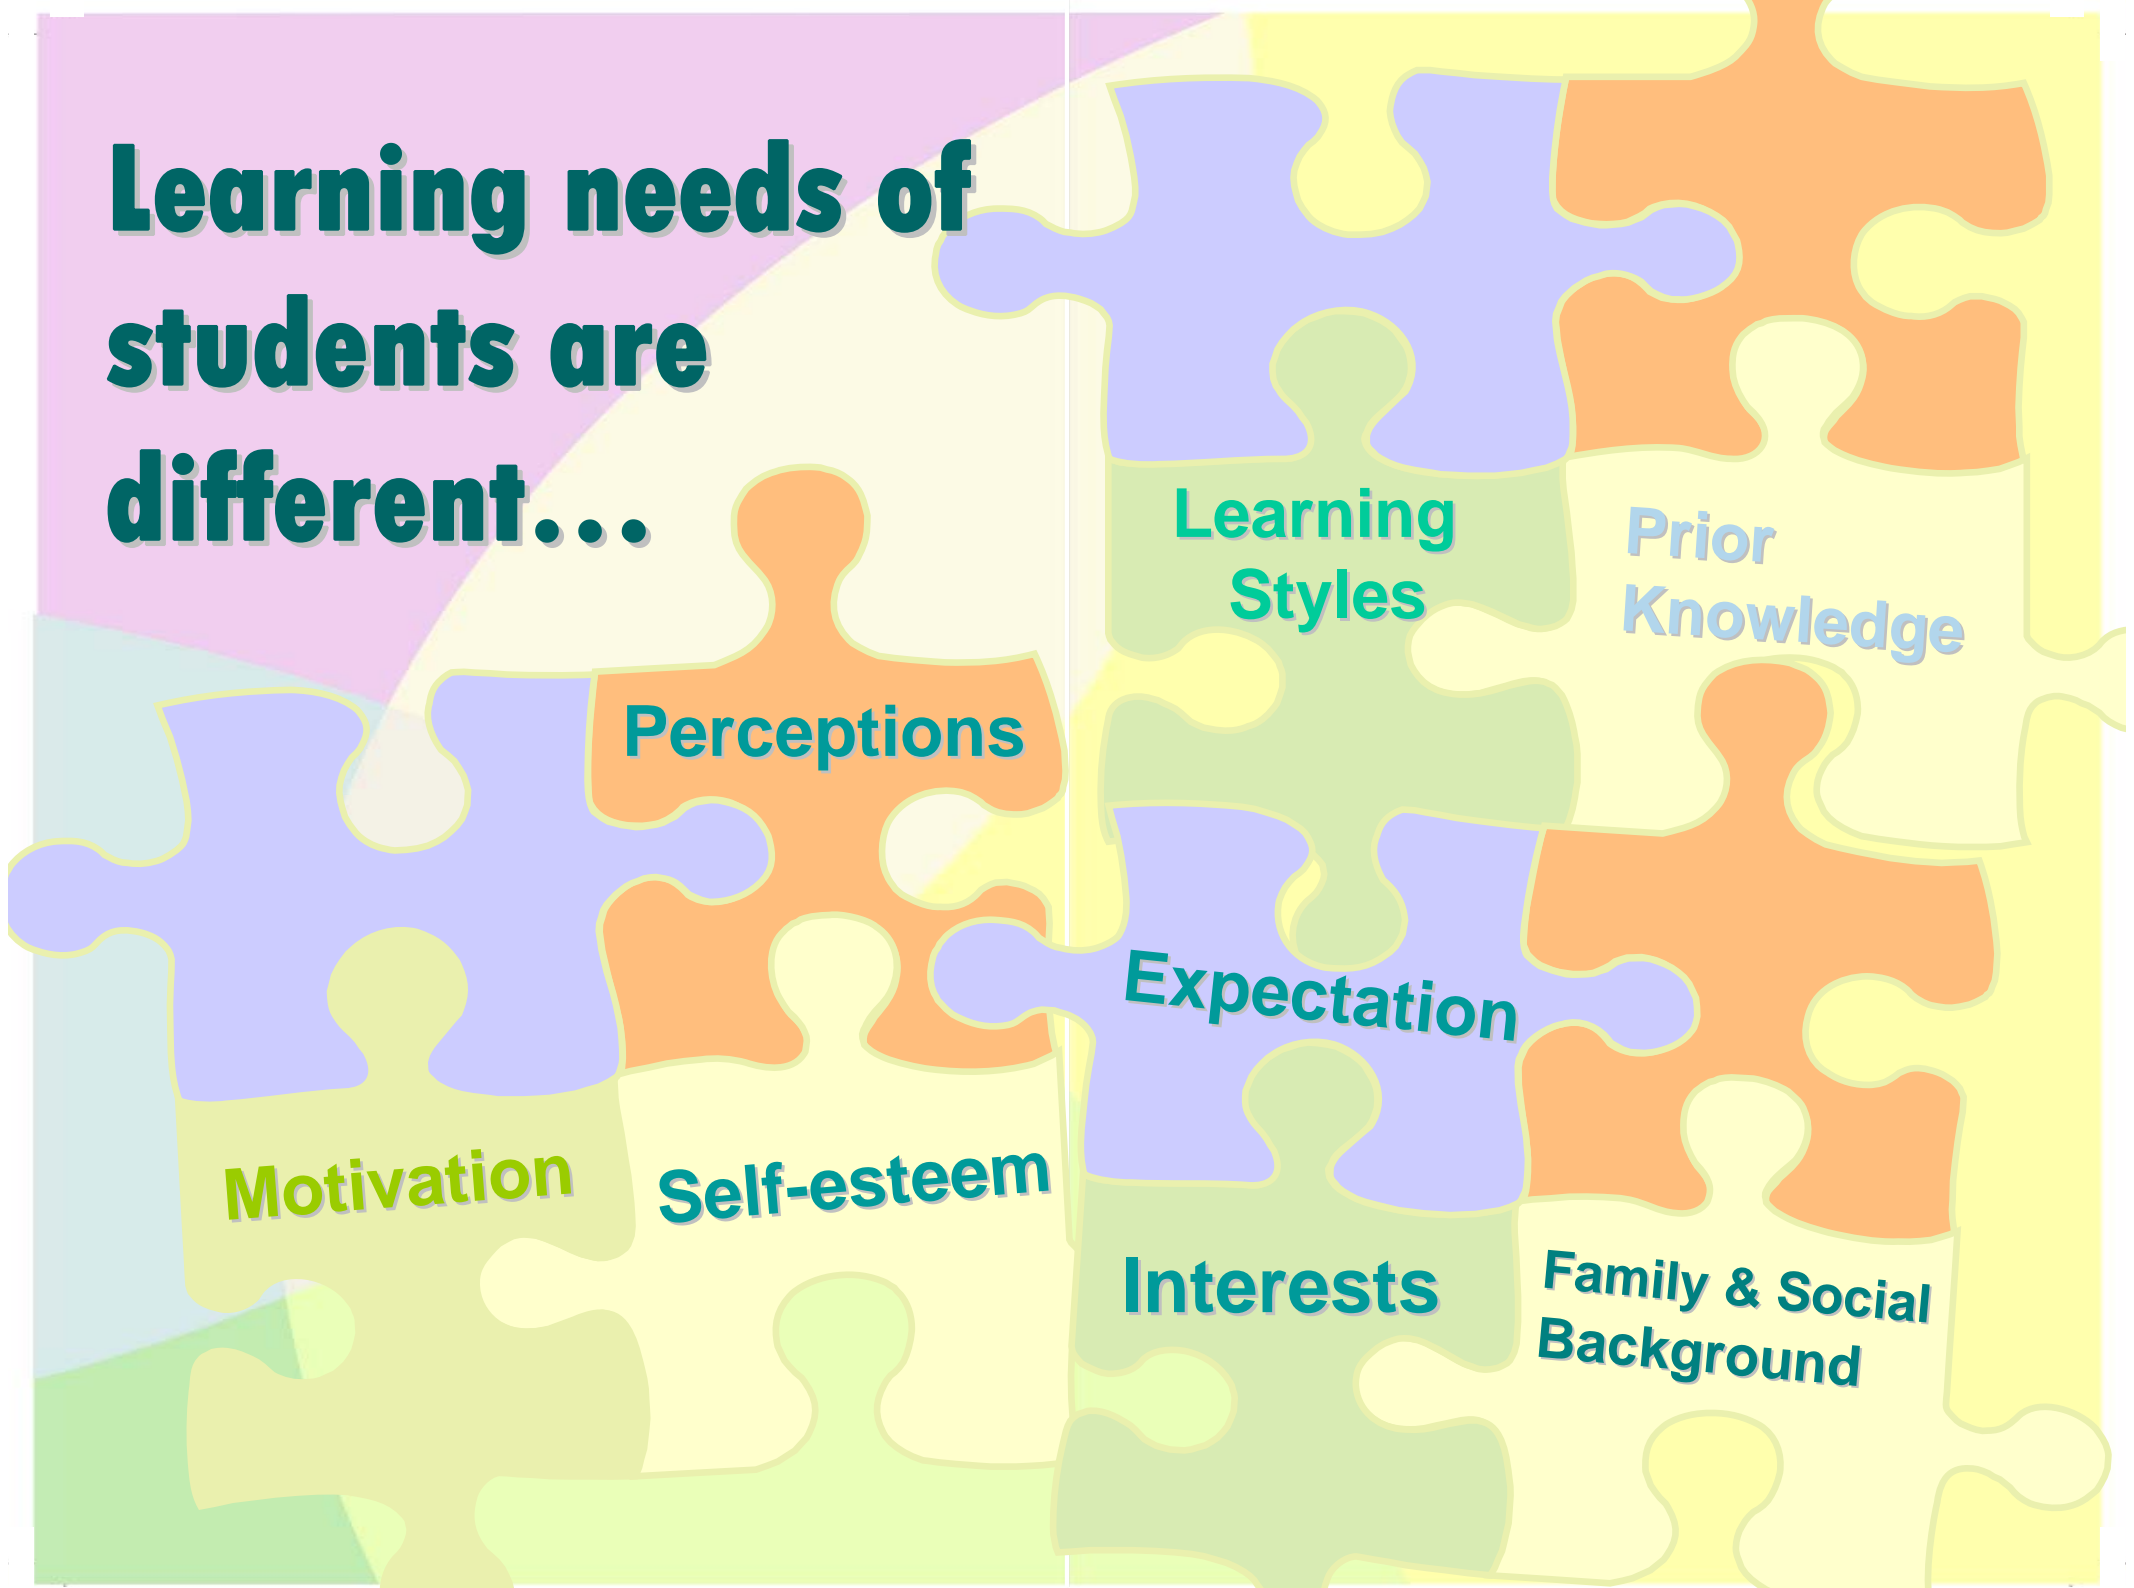 Learning needs of
students are
different...
Learning
Styles
Prior
Knowledge
Perceptions
Expectation
Motivation
Self-esteem
Interests
Family & Social
Background